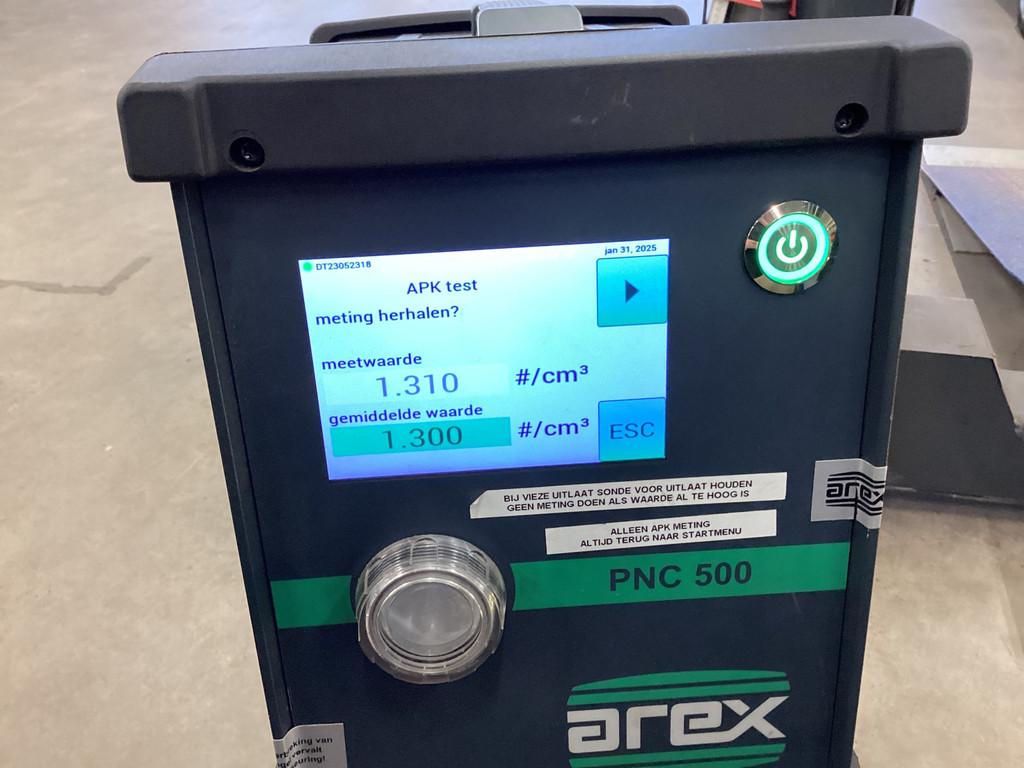 DT23052318
jan 31, 2025
APK test
meting herhalen?
meetwaarde
1.310 #/cm³
gemiddelde waarde
1.300 #/cm³
ESC
BIJ VIEZE UITLAAT SONDE VOOR UITLAAT HOUDEN
GEEN METING DOEN ALS WAARDE AL TE HOOG IS
arex
ALLEEN APK METING
ALTIJD TERUG NAAR STARTMENU
PNC 500
arex
van
vervalt